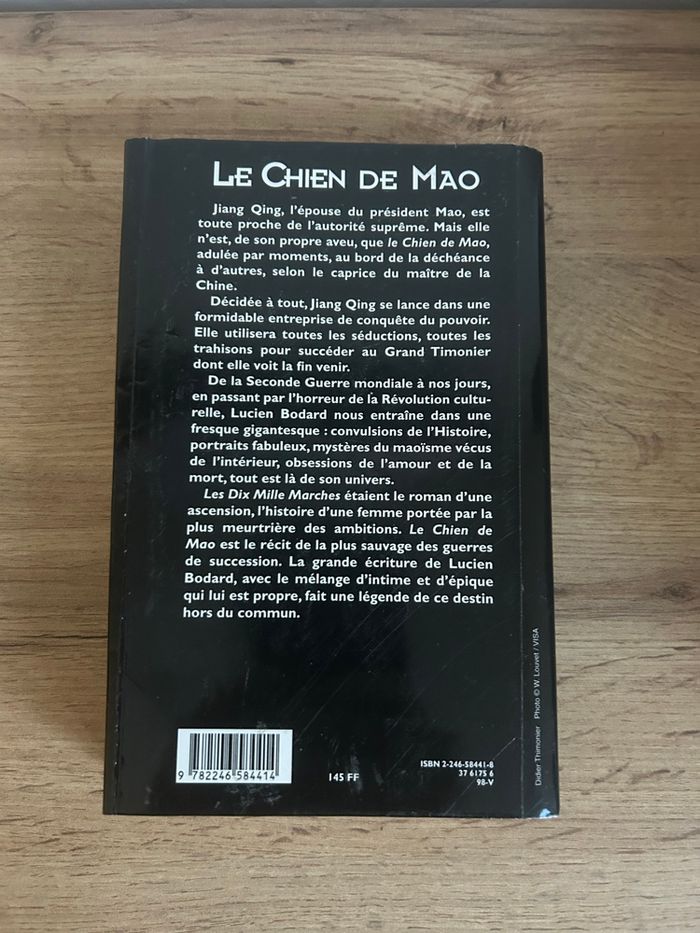 LE CHIEN DE MAO
Jiang Qing, l'épouse du président Mao, est
toute proche de l'autorité suprême. Mais elle
n'est, de son propre aveu, que le Chien de Mao,
adulée par moments, au bord de la déchéance
à d'autres, selon le caprice du maître de la
Chine.
Décidée à tout, Jiang Qing se lance dans une
formidable entreprise de conquête du pouvoir.
Elle utilisera toutes les séductions, toutes les
trahisons pour succéder au Grand Timonier
dont elle voit la fin venir.
De la Seconde Guerre mondiale à nos jours,
en passant par l'horreur de la Révolution cultu-
relle, Lucien Bodard nous entraîne dans une
fresque gigantesque : convulsions de l'Histoire,
portraits fabuleux, mystères du maoïsme vécus
de l'intérieur, obsessions de l'amour et de la
mort, tout est là de son univers.
Les Dix Mille Marches étaient le roman d'une
ascension, l'histoire d'une femme portée par la
plus meurtrière des ambitions. Le Chien de
Mao est le récit de la plus sauvage des guerres
de succession. La grande écriture de Lucien
Bodard, avec le mélange d'intime et d'épique
qui lui est propre, fait une légende de ce destin
hors du commun.
9 782246 584414
145 FF
ISBN 2-246-58441-8
37 6175 6
98-V
Didier Thimonier Photo © W. Louvet / VISA